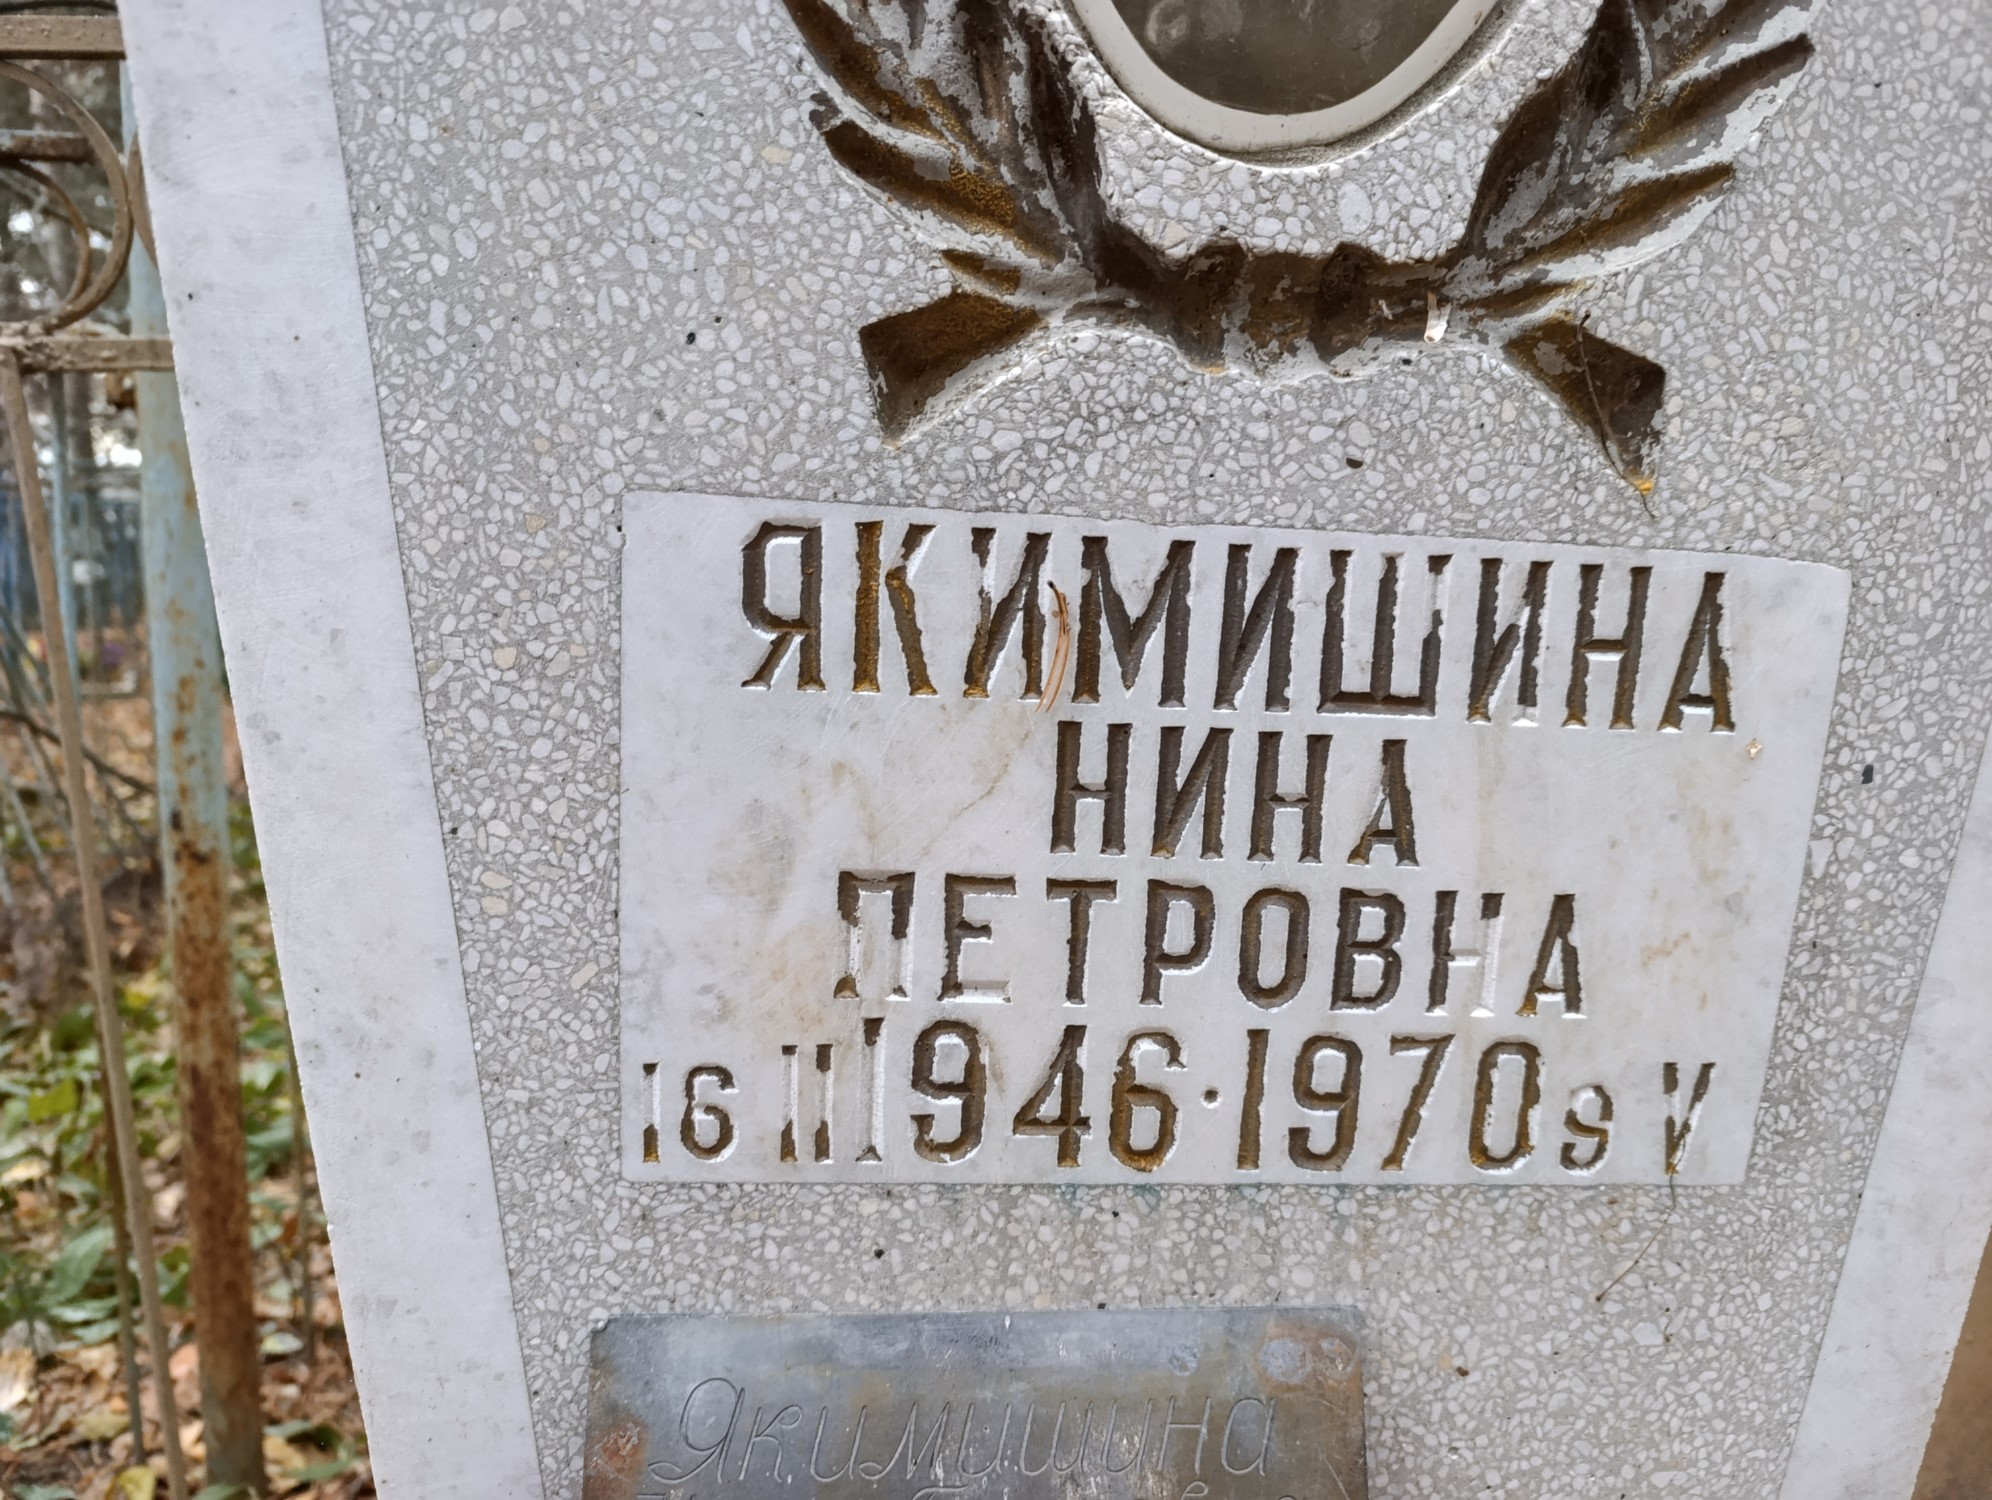 ЯКИМИШИНА
НИНА
ПЕТРОВНА
16 II 1946·1970 9 V
Якимишина